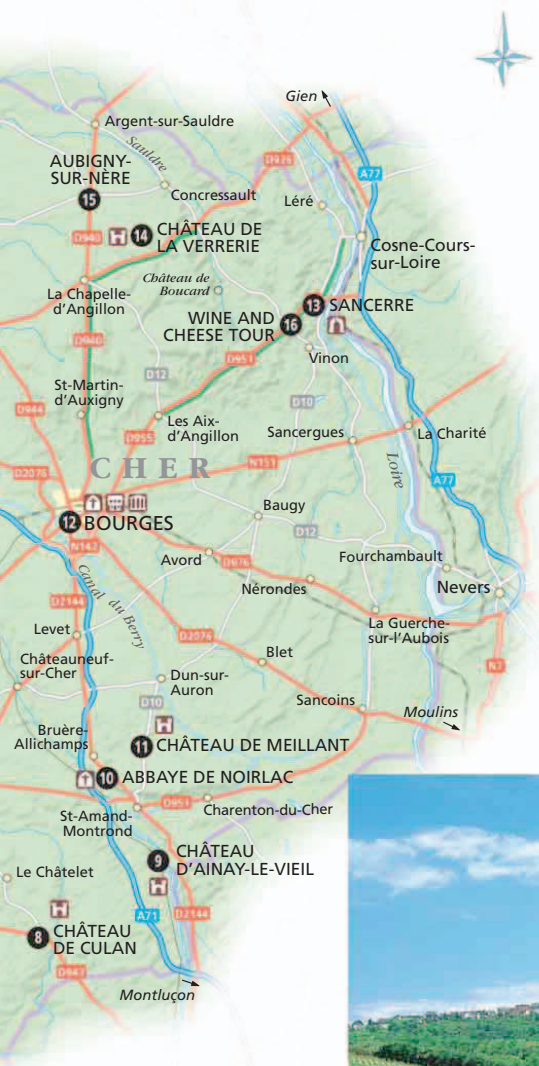 Gien
Argent-sur-Sauldre
Sauldre
D926
AUBIGNY-
SUR-NÈRE
15
A77
Concressault
Léré
D940
14
CHÂTEAU DE
LA VERRERIE
Cosne-Cours-
sur-Loire
Château de
Boucard
La Chapelle-
d'Angillon
13
SANCERRE
WINE AND
CHEESE TOUR
16
D940
Vinon
D951
D12
St-Martin-
d'Auxigny
D10
D944
Les Aix-
d'Angillon
D955
Sancergues
La Charité
CHER
N151
D2076
Loire
A77
Baugy
12
BOURGES
D12
N142
Avord
D976
Fourchambault
Canal du Berry
Nérondes
Nevers
D2144
La Guerche-
sur-l'Aubois
Levet
D2076
Blet
N7
Châteauneuf-
sur-Cher
Dun-sur-
Auron
Sancoins
D10
Moulins
Bruère-
Allichamps
11
CHÂTEAU DE MEILLANT
10
ABBAYE DE NOIRLAC
D951
Charenton-du-Cher
St-Amand-
Montrond
9
CHÂTEAU
D'AINAY-LE-VIEIL
Le Châtelet
A71
D2144
8
CHÂTEAU
DE CULAN
D943
Montluçon